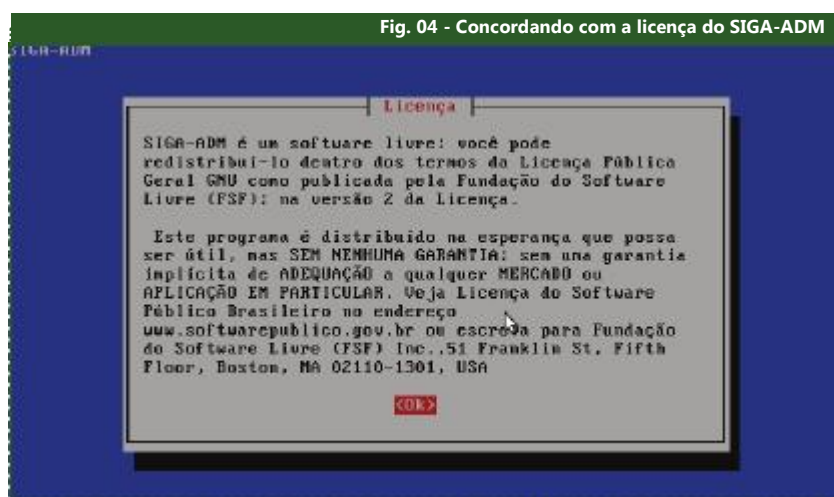 Fig. 04 - Concordando com a licença do SIGA-ADM
SIGA-ADM
Licença
SIGA-ADM é um software livre; você pode
redistribuí-lo dentro dos termos da Licença Pública
Geral GNU como publicada pela Fundação do Software
Livre (FSF); na versão 2 da Licença.
Este programa é distribuído na esperança que possa
ser útil, mas SEM NENHUMA GARANTIA; sem uma garantia
implícita de ADEQUAÇÃO a qualquer MERCADO ou
APLICAÇÃO EM PARTICULAR. Veja Licença do Software
Público Brasileiro no endereço
www.softwarepublico.gov.br ou escreva para Fundação
do Software Livre (FSF) Inc.,51 Franklin St, Fifth
Floor, Boston, MA 02110-1301, USA
<Ok>